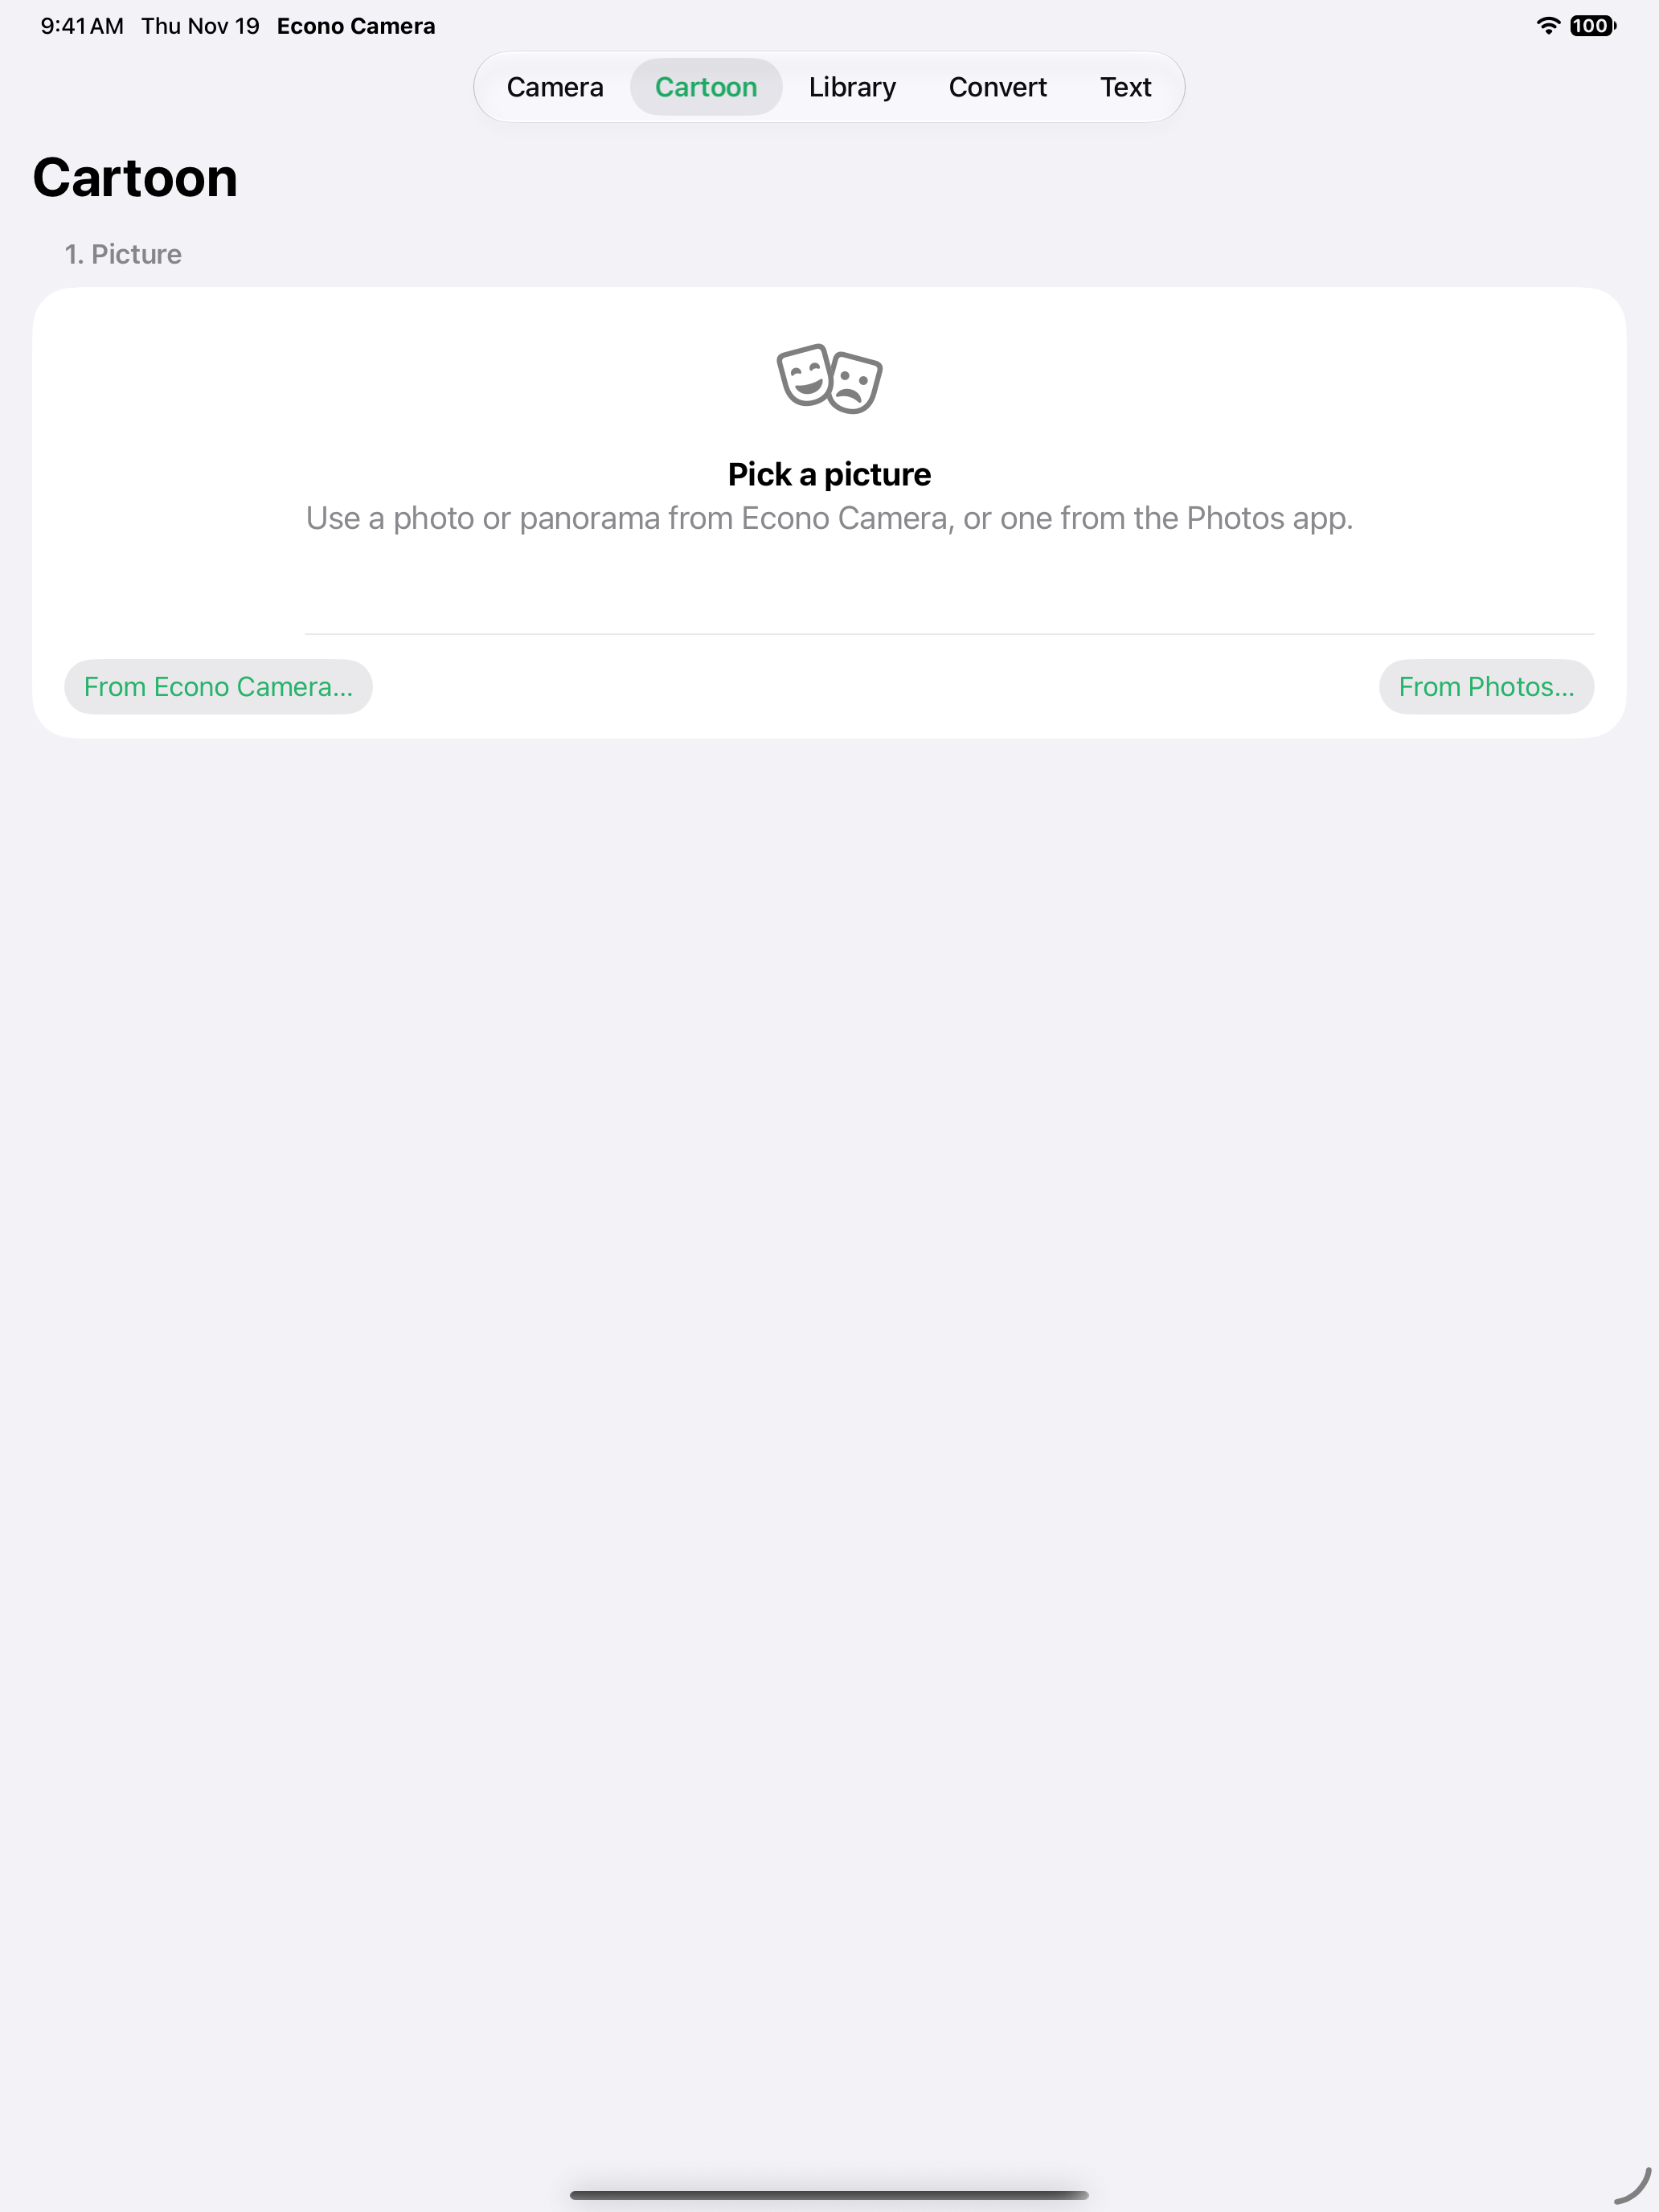 9:41 AM Thu Nov 19 Econo Camera
100
Camera Cartoon Library Convert Text
Cartoon
1. Picture
Pick a picture
Use a photo or panorama from Econo Camera, or one from the Photos app.
From Econo Camera... From Photos...